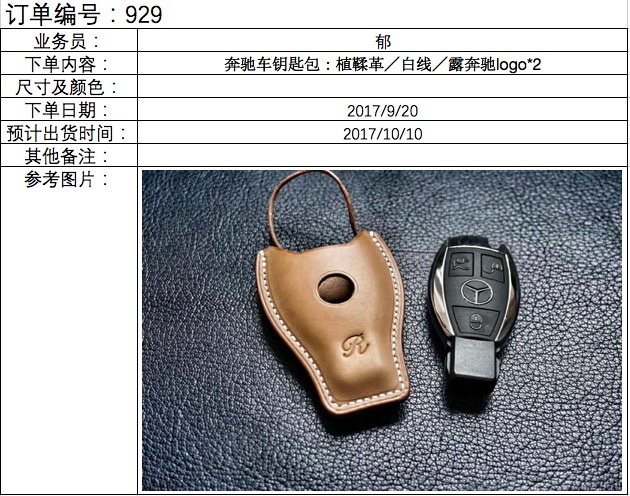 订单编号：929
业务员： 郁
下单内容： 奔驰车钥匙包：植鞣革／白线／露奔驰logo*2
尺寸及颜色：
下单日期： 2017/9/20
预计出货时间： 2017/10/10
其他备注：
参考图片：
R